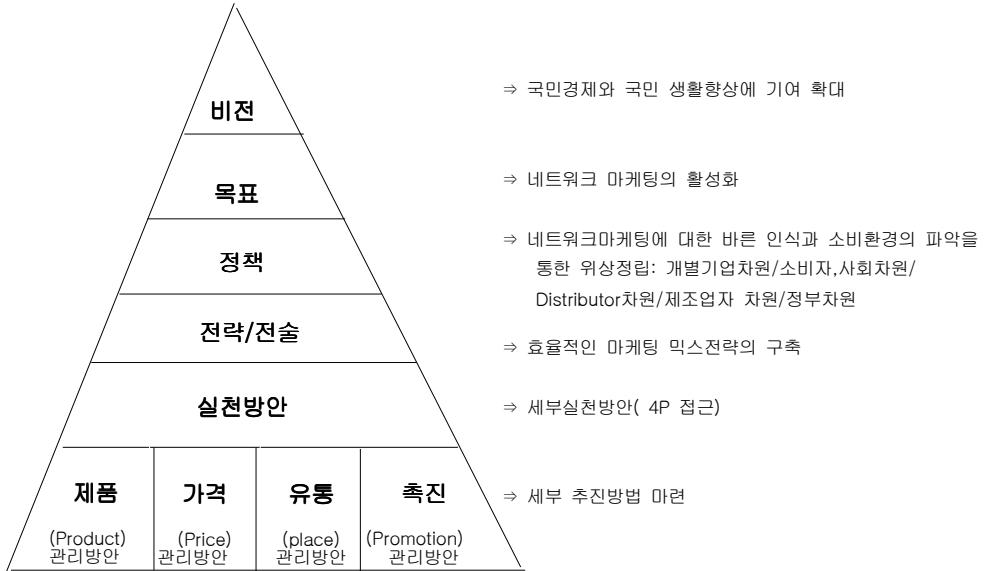 비전
⇒ 국민경제와 국민 생활향상에 기여 확대
목표
⇒ 네트워크 마케팅의 활성화
정책
⇒ 네트워크마케팅에 대한 바른 인식과 소비환경의 파악을
통한 위상정립: 개별기업차원/소비자,사회차원/
Distributor차원/제조업자 차원/정부차원
전략/전술
⇒ 효율적인 마케팅 믹스전략의 구축
실천방안
⇒ 세부실천방안( 4P 접근)
제품 가격 유통 촉진
⇒ 세부 추진방법 마련
(Product) (Price) (place) (Promotion)
관리방안 관리방안 관리방안 관리방안